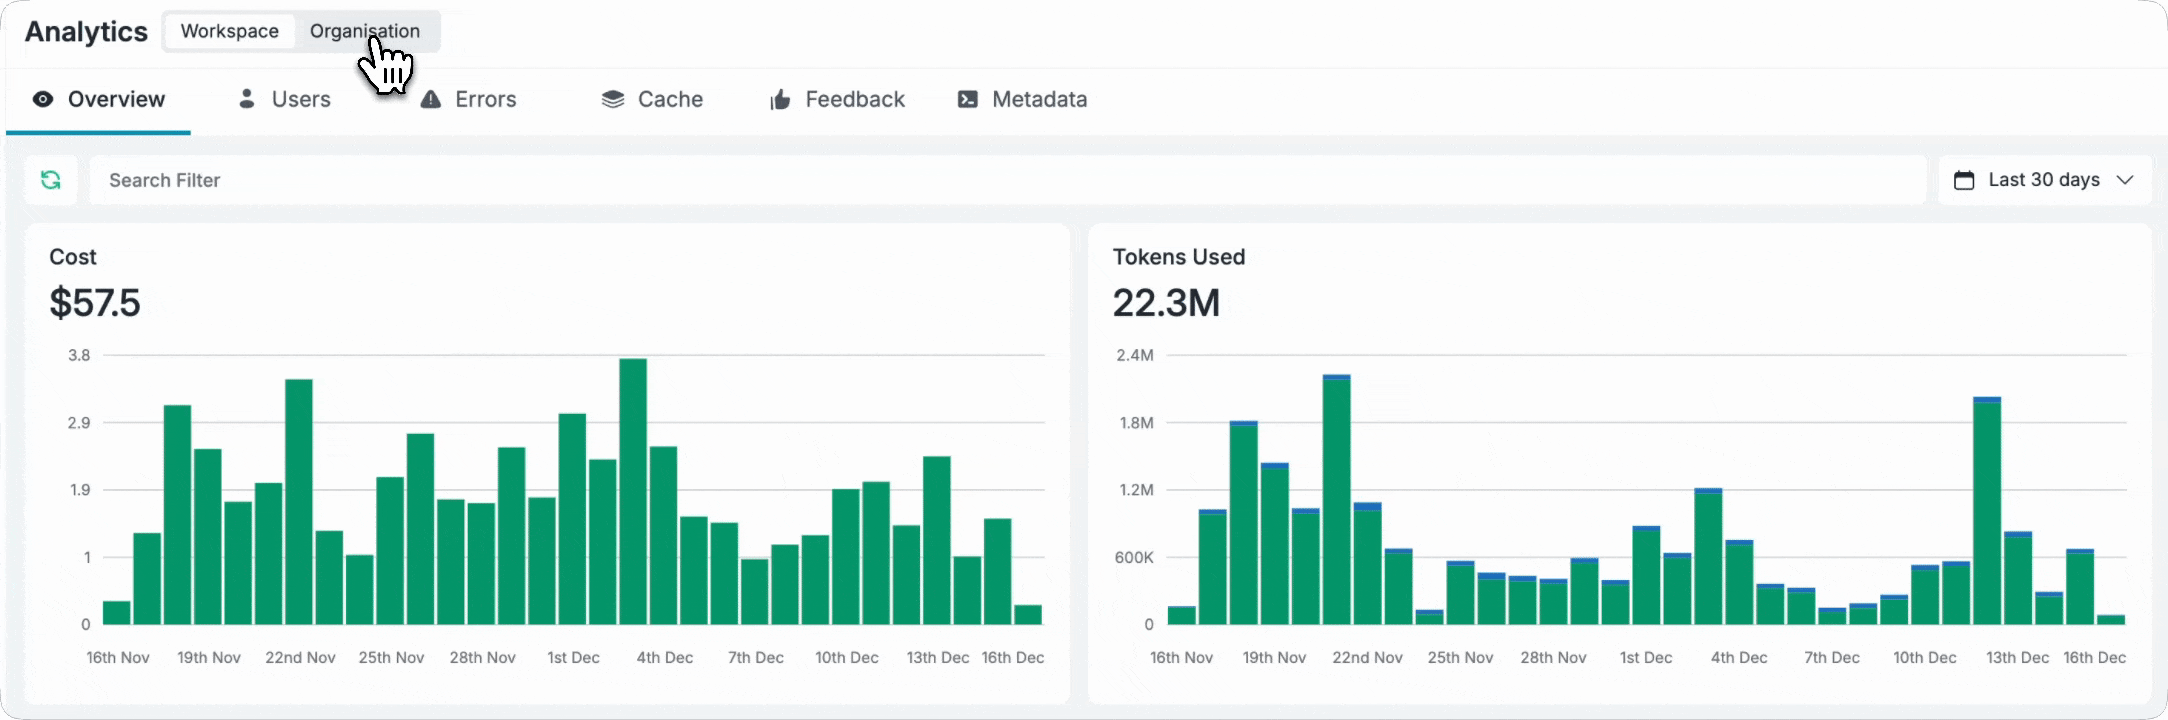 Analytics Workspace Organisation
Overview Users Errors Cache Feedback Metadata
Search Filter Last 30 days
Cost
$57.5
3.8
2.9
1.9
1
0
16th Nov 19th Nov 22nd Nov 25th Nov 28th Nov 1st Dec 4th Dec 7th Dec 10th Dec 13th Dec 16th Dec
Tokens Used
22.3M
2.4M
1.8M
1.2M
600K
0
16th Nov 19th Nov 22nd Nov 25th Nov 28th Nov 1st Dec 4th Dec 7th Dec 10th Dec 13th Dec 16th Dec